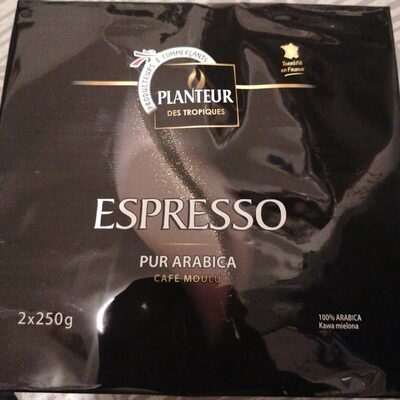 PRODUCTEURS & COMMERÇANTS
PLANTEUR
DES TROPIQUES
Torréfié
en France
ESPRESSO
PUR ARABICA
CAFÉ MOULU
2x250g
100% ARABICA
Kawa mielona